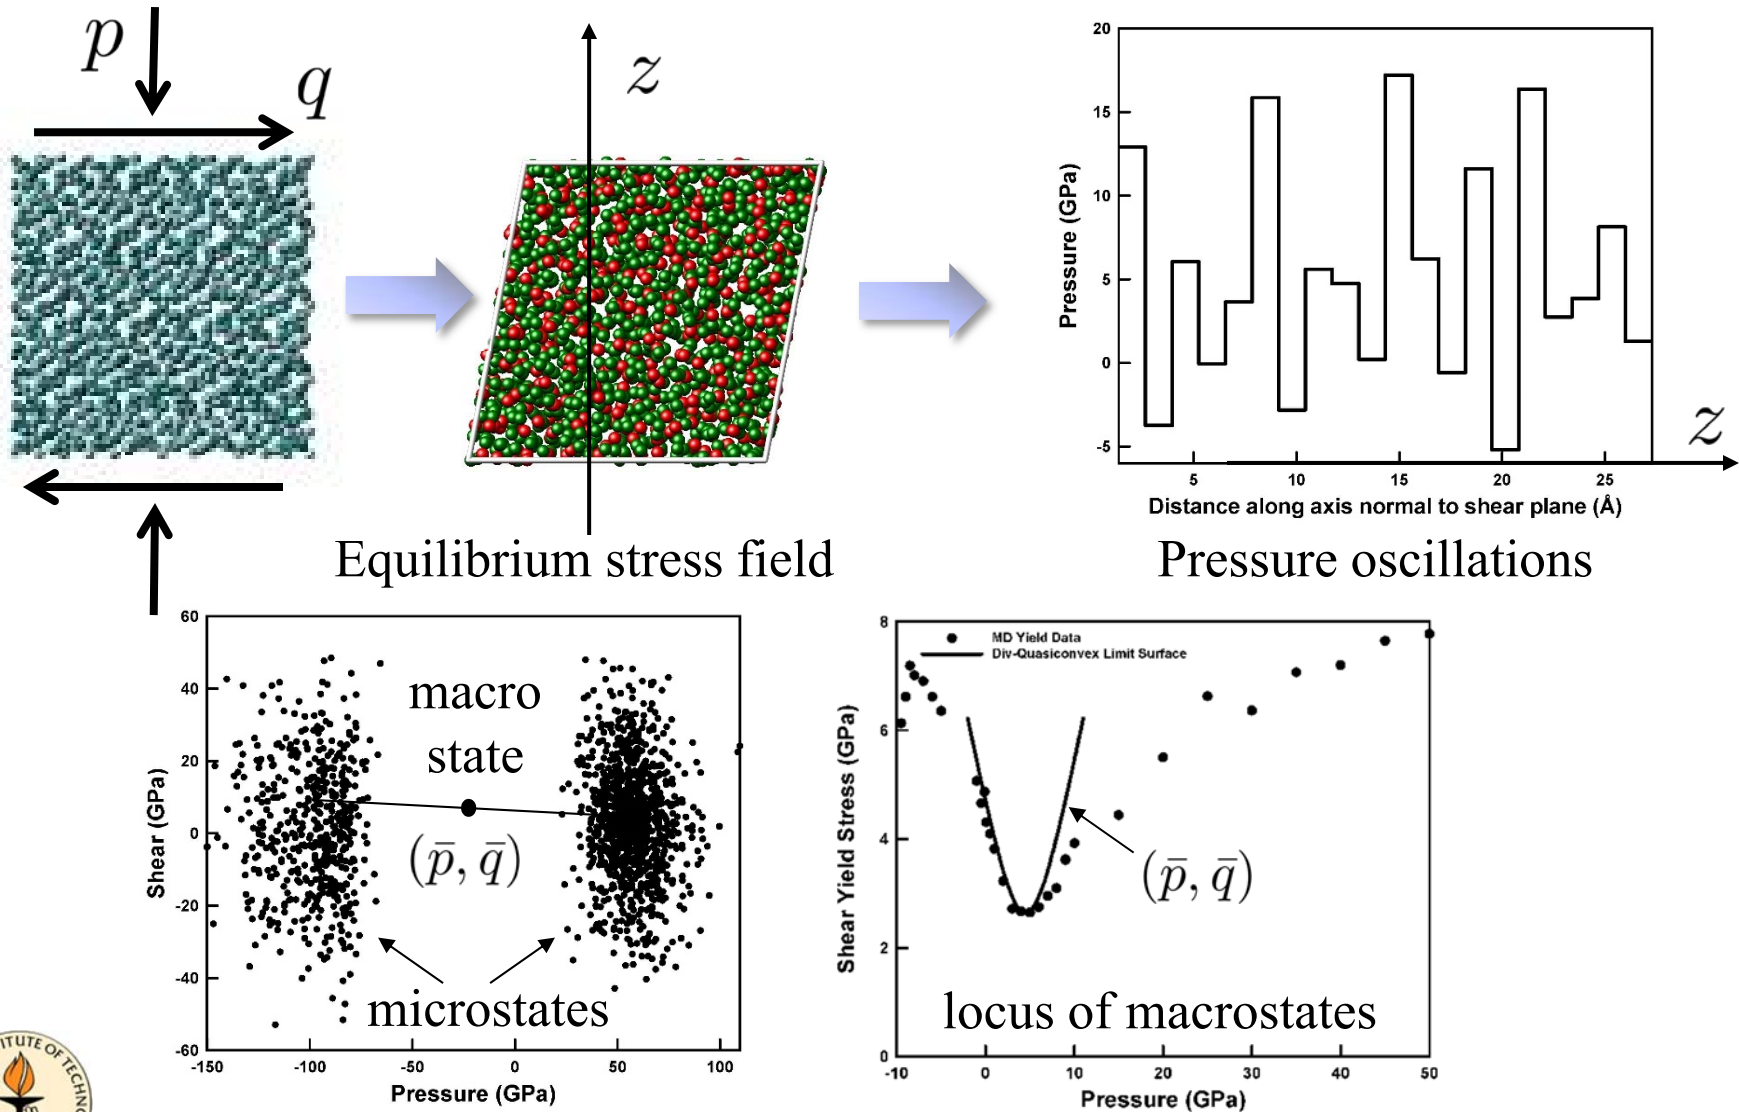 p
q
z
20
15
10
5
0
-5
Pressure (GPa)
5 10 15 20 25
z
Distance along axis normal to shear plane (Å)
Equilibrium stress field
Pressure oscillations
60
40
20
0
-20
-40
-60
Shear (GPa)
macro
state
(p̄, q̄)
microstates
-150 -100 -50 0 50 100
Pressure (GPa)
8
6
4
2
0
Shear Yield Stress (GPa)
MD Yield Data
Div-Quasiconvex Limit Surface
(p̄, q̄)
locus of macrostates
-10 0 10 20 30 40 50
Pressure (GPa)
ITUTE OF TECHNO